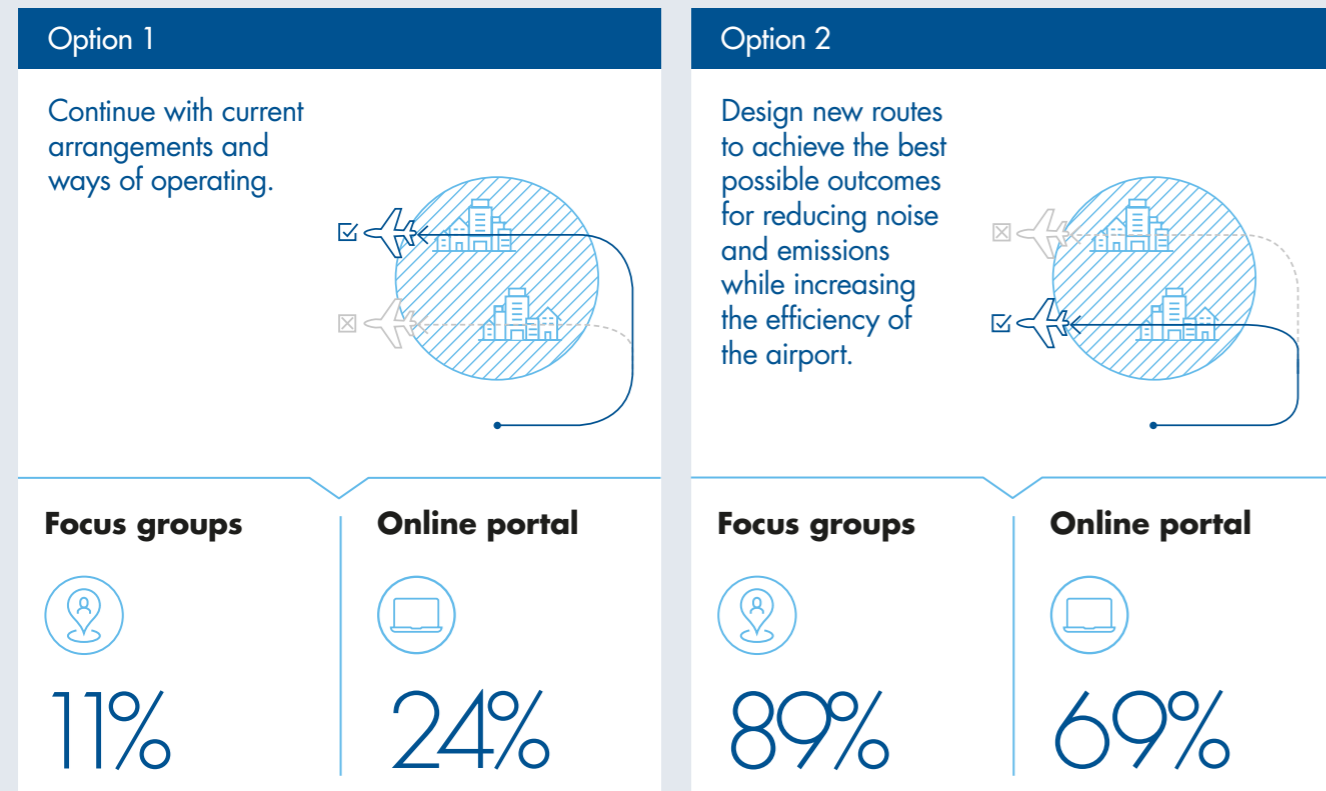 Option 1
Continue with current
arrangements and
ways of operating.
Focus groups
Online portal
11%
24%
Option 2
Design new routes
to achieve the best
possible outcomes
for reducing noise
and emissions
while increasing
the efficiency of
the airport.
Focus groups
Online portal
89%
69%